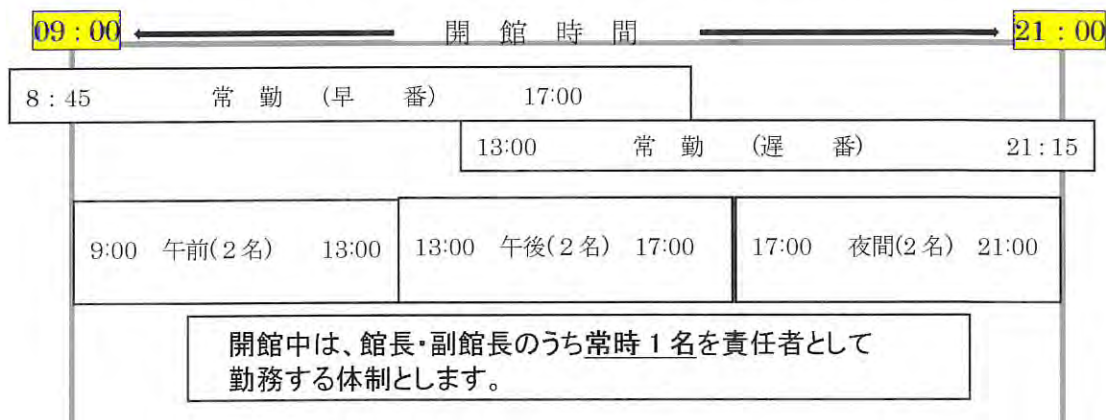 09：00 開館時間 21：00
8：45 常勤（早番） 17:00
13:00 常勤（遅番） 21：15
9:00 午前(２名) 13:00 13:00 午後(２名) 17:00 17:00 夜間(2名) 21:00
開館中は、館長・副館長のうち常時１名を責任者として
勤務する体制とします。